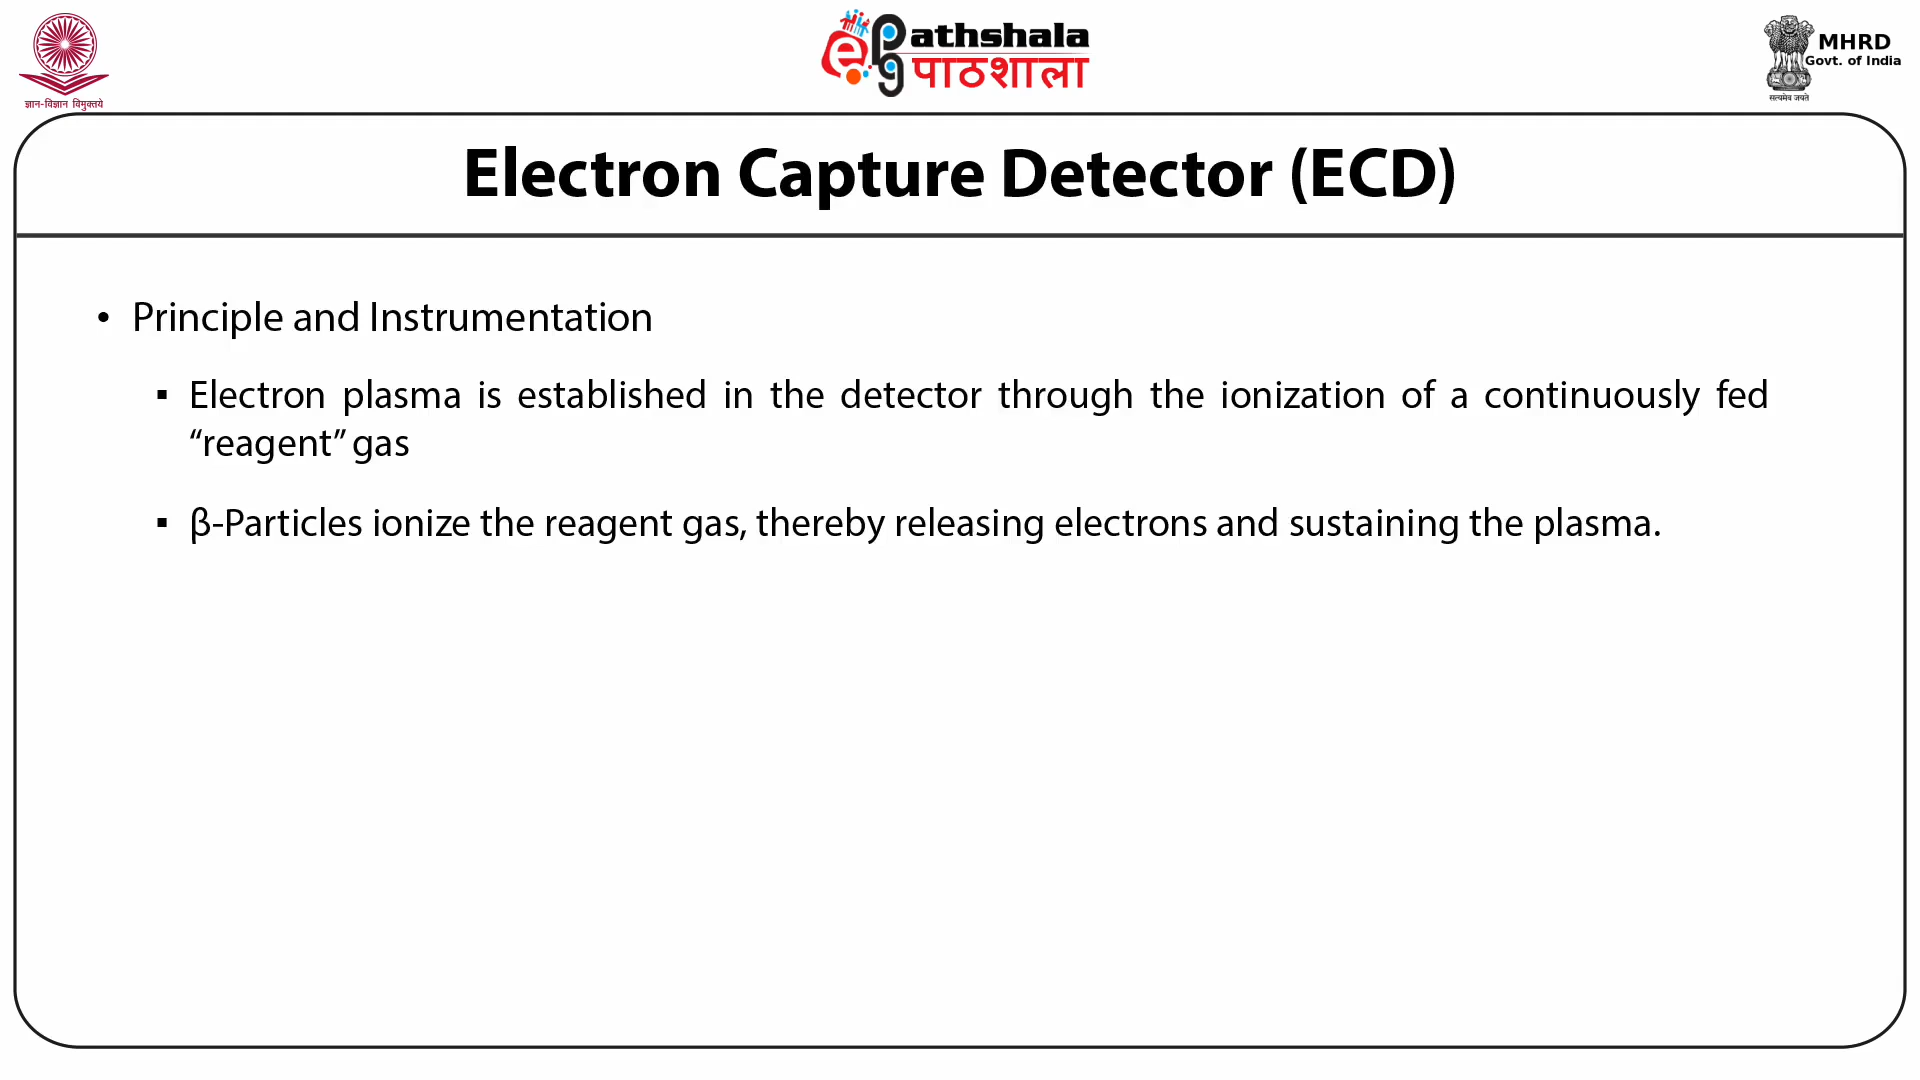 ज्ञान-विज्ञान विमुक्तये
ePathshala
पाठशाला
MHRD
Govt. of India
सत्यमेव जयते
Electron Capture Detector (ECD)
• Principle and Instrumentation
▪ Electron plasma is established in the detector through the ionization of a continuously fed
“reagent” gas
▪ β-Particles ionize the reagent gas, thereby releasing electrons and sustaining the plasma.